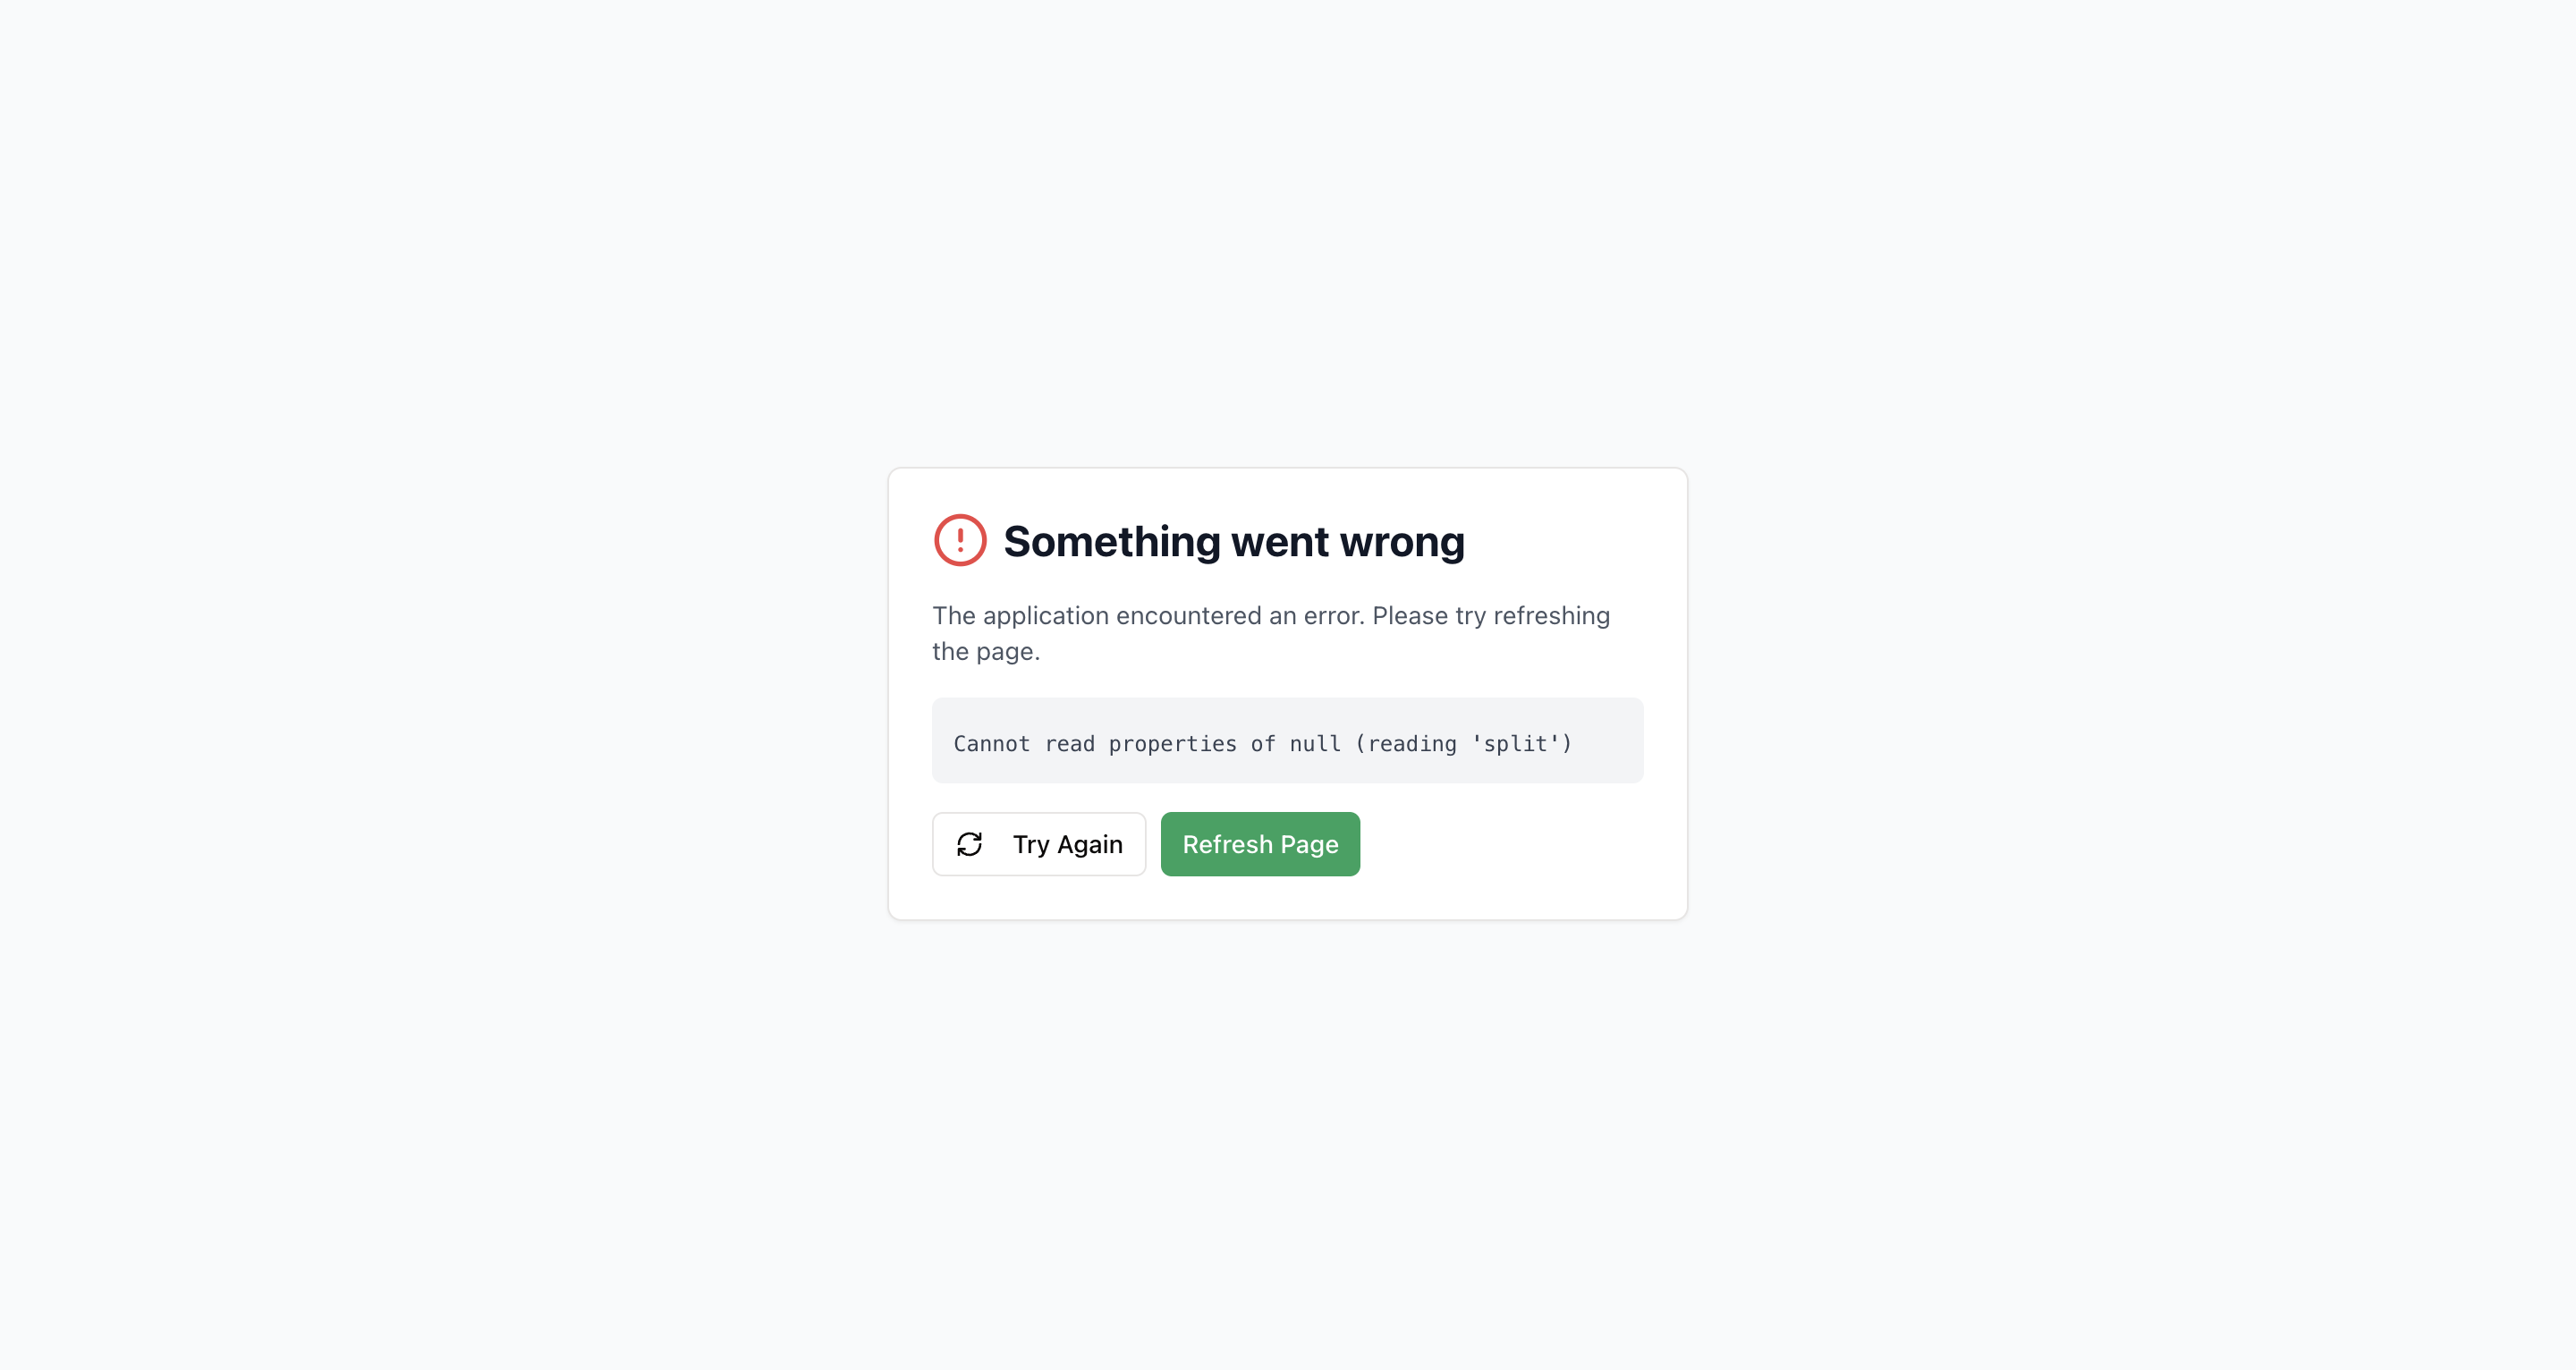 Something went wrong
The application encountered an error. Please try refreshing
the page.
Cannot read properties of null (reading 'split')
Try Again
Refresh Page